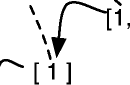 [1,
[ 1 ]